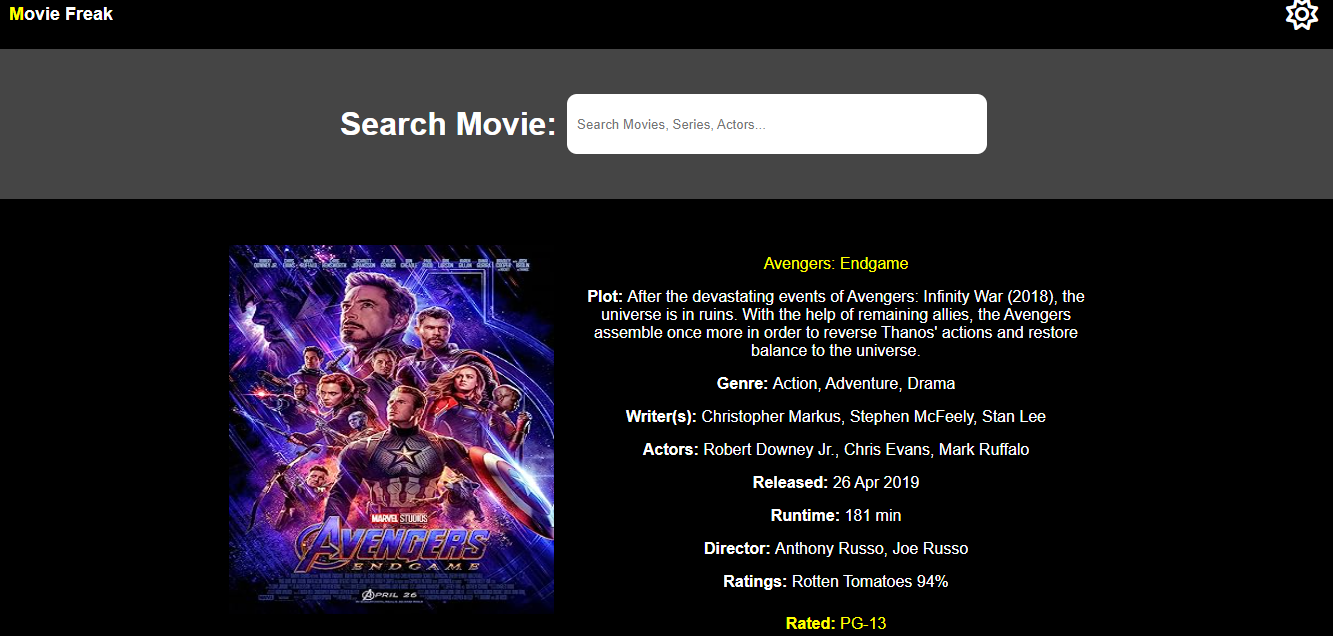 Movie Freak
Search Movie:
Search Movies, Series, Actors...
MARVEL STUDIOS
AVENGERS
ENDGAME
APRIL 26
Avengers: Endgame
Plot: After the devastating events of Avengers: Infinity War (2018), the
universe is in ruins. With the help of remaining allies, the Avengers
assemble once more in order to reverse Thanos' actions and restore
balance to the universe.
Genre: Action, Adventure, Drama
Writer(s): Christopher Markus, Stephen McFeely, Stan Lee
Actors: Robert Downey Jr., Chris Evans, Mark Ruffalo
Released: 26 Apr 2019
Runtime: 181 min
Director: Anthony Russo, Joe Russo
Ratings: Rotten Tomatoes 94%
Rated: PG-13